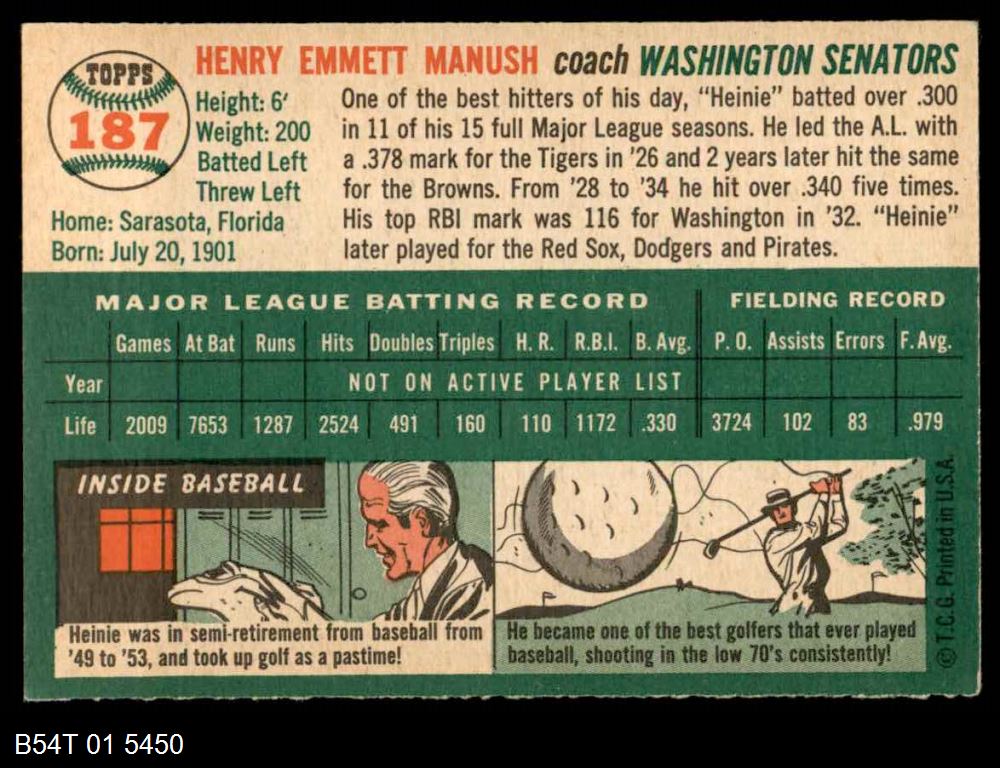 TOPPS
187
HENRY EMMETT MANUSH coach WASHINGTON SENATORS
Height: 6'
Weight: 200
Batted Left
Threw Left
Home: Sarasota, Florida
Born: July 20, 1901
One of the best hitters of his day, "Heinie" batted over .300
in 11 of his 15 full Major League seasons. He led the A.L. with
a .378 mark for the Tigers in '26 and 2 years later hit the same
for the Browns. From '28 to '34 he hit over .340 five times.
His top RBI mark was 116 for Washington in '32. "Heinie"
later played for the Red Sox, Dodgers and Pirates.
MAJOR LEAGUE BATTING RECORD FIELDING RECORD
Games At Bat Runs Hits Doubles Triples H. R. R.B.I. B. Avg. P. O. Assists Errors F. Avg.
Year NOT ON ACTIVE PLAYER LIST
Life 2009 7653 1287 2524 491 160 110 1172 .330 3724 102 83 .979
INSIDE BASEBALL
Heinie was in semi-retirement from baseball from
'49 to '53, and took up golf as a pastime!
He became one of the best golfers that ever played
baseball, shooting in the low 70's consistently!
© T.C.G. Printed in U.S.A.
B54T 01 5450